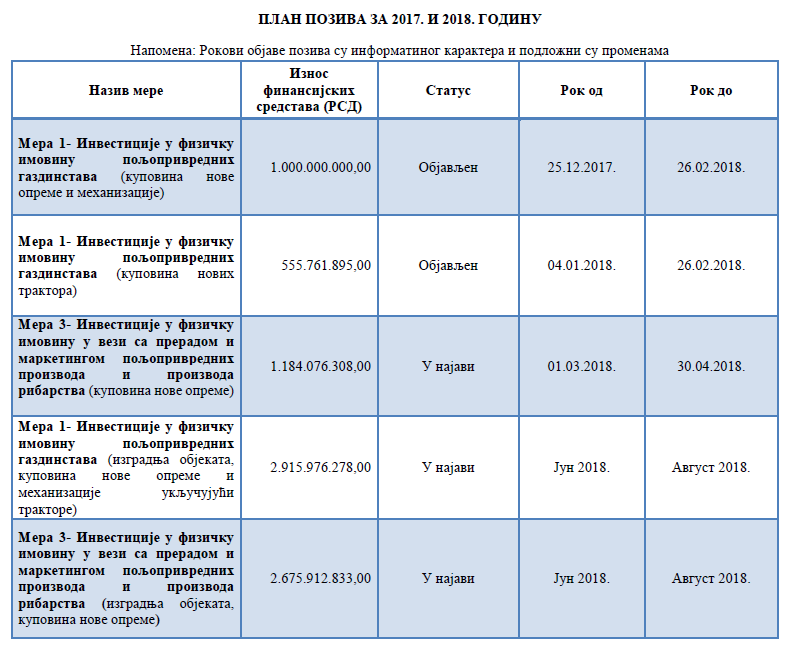 ПЛАН ПОЗИВА ЗА 2017. И 2018. ГОДИНУ
Напомена: Рокови објаве позива су информатиног карактера и подложни су променама
Назив мере
Износ
финансијских
средстава (РСД)
Статус
Рок од
Рок до
Мера 1- Инвестиције у физичку
имовину пољопривредних
газдинстава (куповина нове
опреме и механизације)
1.000.000.000,00
Објављен
25.12.2017.
26.02.2018.
Мера 1- Инвестиције у физичку
имовину пољопривредних
газдинстава (куповина нових
трактора)
555.761.895,00
Објављен
04.01.2018.
26.02.2018.
Мера 3- Инвестиције у физичку
имовину у вези са прерадом и
маркетингом пољопривредних
производа и производа
рибарства (куповина нове опреме)
1.184.076.308,00
У најави
01.03.2018.
30.04.2018.
Мера 1- Инвестиције у физичку
имовину пољопривредних
газдинстава (изградња објеката,
куповина нове опреме и
механизације укључујући
тракторе)
2.915.976.278,00
У најави
Јун 2018.
Август 2018.
Мера 3- Инвестиције у физичку
имовину у вези са прерадом и
маркетингом пољопривредних
производа и производа
рибарства (изградња објеката,
куповина нове опреме)
2.675.912.833,00
У најави
Јун 2018.
Август 2018.